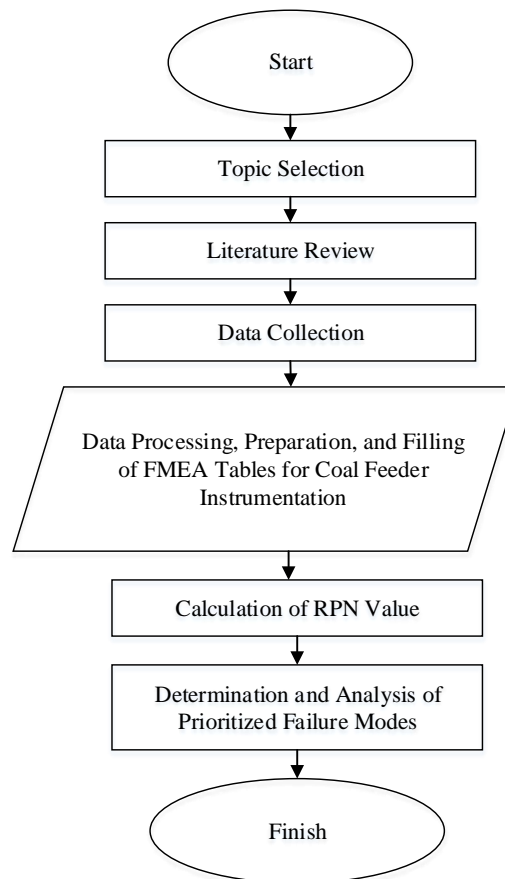 Start
Topic Selection
Literature Review
Data Collection
Data Processing, Preparation, and Filling
of FMEA Tables for Coal Feeder
Instrumentation
Calculation of RPN Value
Determination and Analysis of
Prioritized Failure Modes
Finish